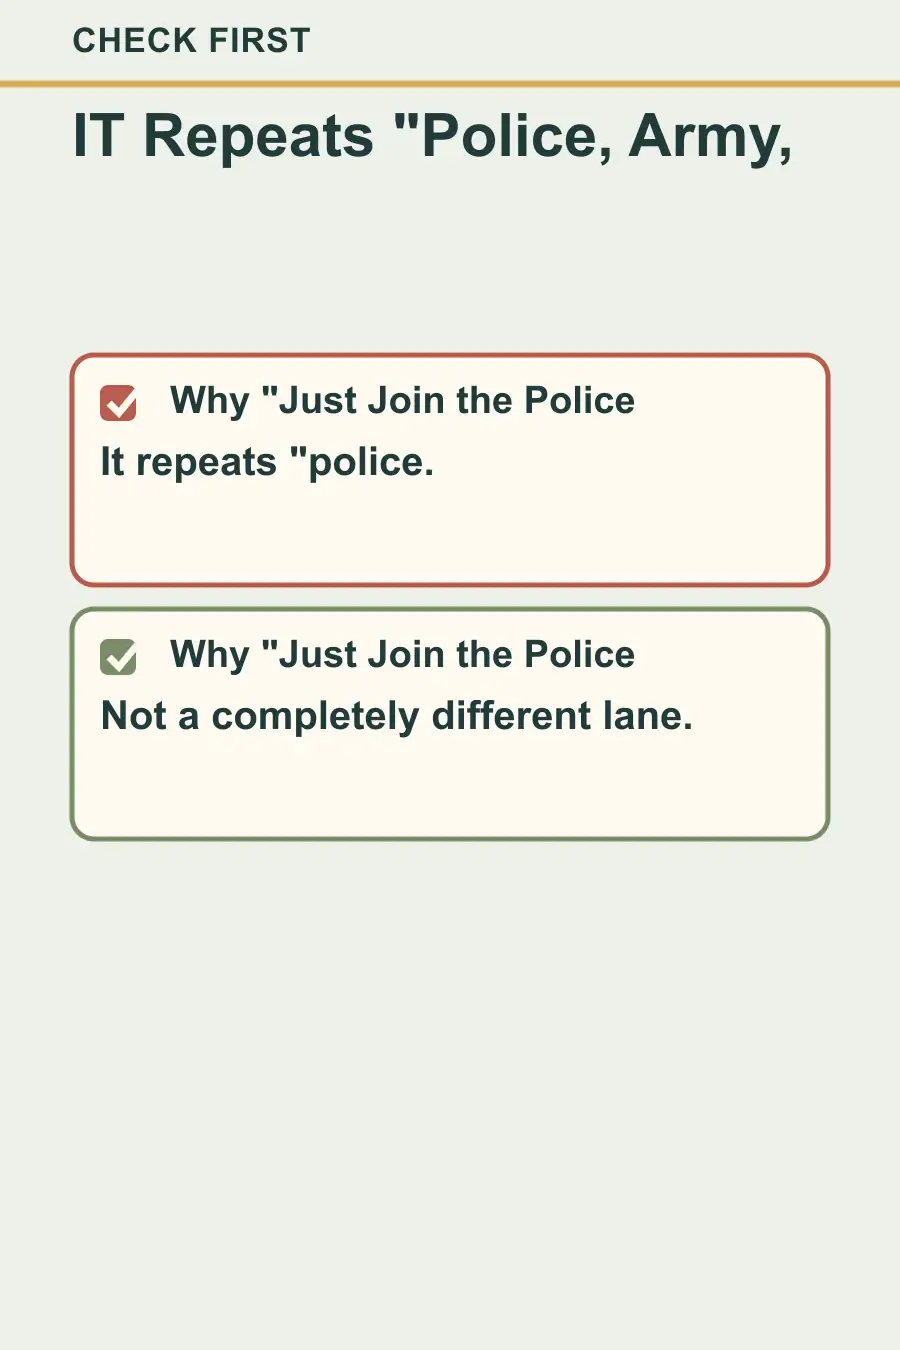 CHECK FIRST
IT Repeats "Police, Army,
Why "Just Join the Police
It repeats "police.
Why "Just Join the Police
Not a completely different lane.